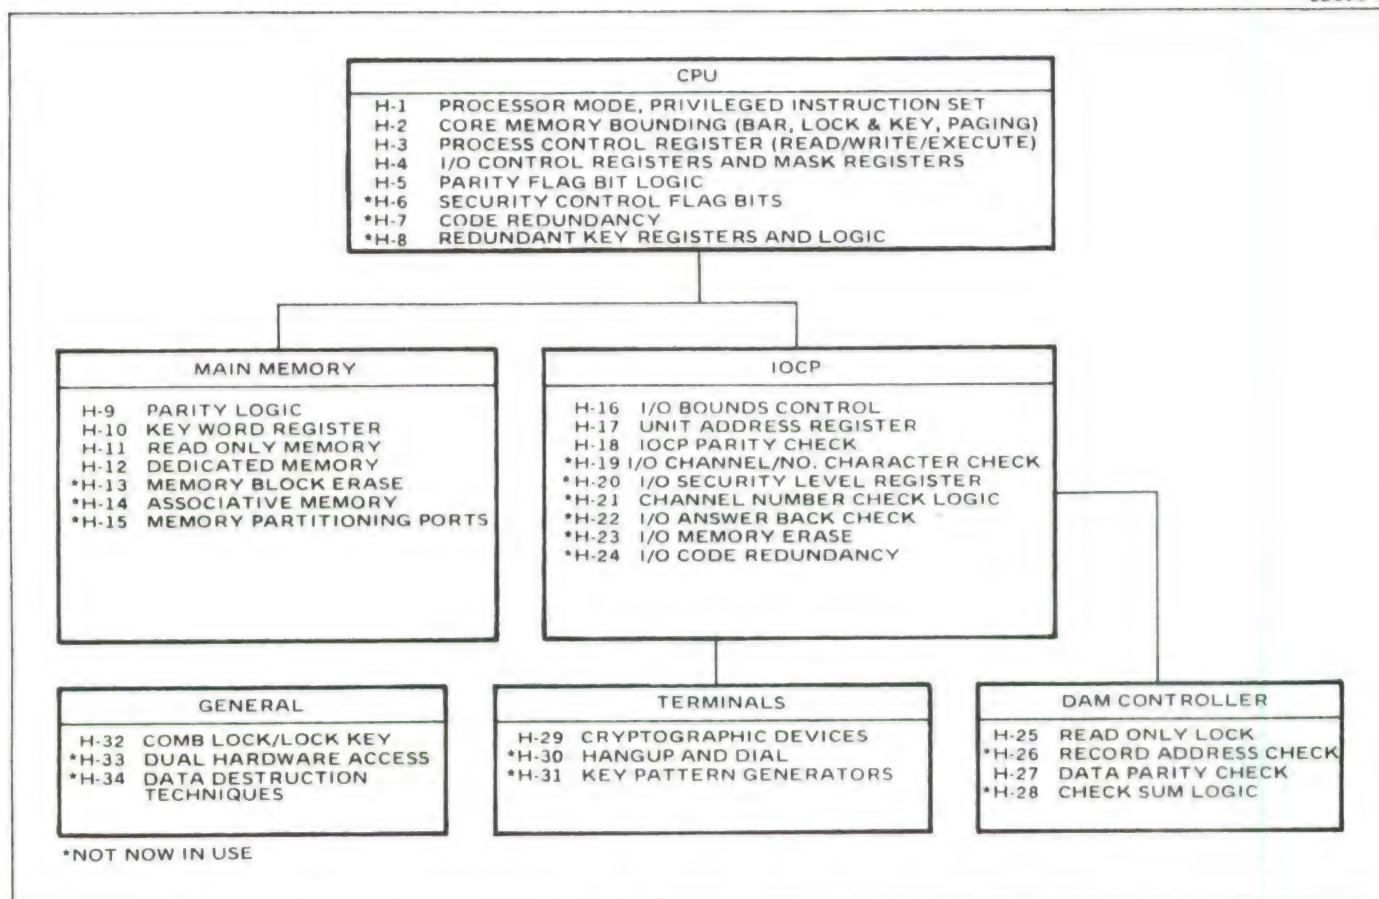 CPU
H-1 PROCESSOR MODE, PRIVILEGED INSTRUCTION SET
H-2 CORE MEMORY BOUNDING (BAR, LOCK & KEY, PAGING)
H-3 PROCESS CONTROL REGISTER (READ/WRITE/EXECUTE)
H-4 I/O CONTROL REGISTERS AND MASK REGISTERS
H-5 PARITY FLAG BIT LOGIC
*H-6 SECURITY CONTROL FLAG BITS
*H-7 CODE REDUNDANCY
*H-8 REDUNDANT KEY REGISTERS AND LOGIC
MAIN MEMORY
H-9 PARITY LOGIC
H-10 KEY WORD REGISTER
H-11 READ ONLY MEMORY
H-12 DEDICATED MEMORY
*H-13 MEMORY BLOCK ERASE
*H-14 ASSOCIATIVE MEMORY
*H-15 MEMORY PARTITIONING PORTS
IOCP
H-16 I/O BOUNDS CONTROL
H-17 UNIT ADDRESS REGISTER
H-18 IOCP PARITY CHECK
*H-19 I/O CHANNEL/NO. CHARACTER CHECK
*H-20 I/O SECURITY LEVEL REGISTER
*H-21 CHANNEL NUMBER CHECK LOGIC
*H-22 I/O ANSWER BACK CHECK
*H-23 I/O MEMORY ERASE
*H-24 I/O CODE REDUNDANCY
GENERAL
H-32 COMB LOCK/LOCK KEY
*H-33 DUAL HARDWARE ACCESS
*H-34 DATA DESTRUCTION
TECHNIQUES
TERMINALS
H-29 CRYPTOGRAPHIC DEVICES
*H-30 HANGUP AND DIAL
*H-31 KEY PATTERN GENERATORS
DAM CONTROLLER
H-25 READ ONLY LOCK
*H-26 RECORD ADDRESS CHECK
H-27 DATA PARITY CHECK
*H-28 CHECK SUM LOGIC
*NOT NOW IN USE